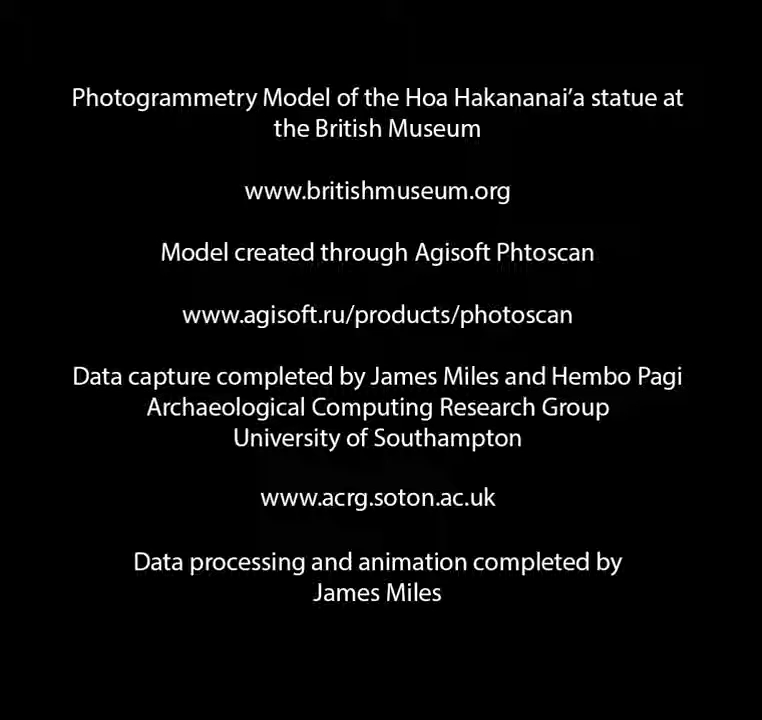 Photogrammetry Model of the Hoa Hakananai’a statue at
the British Museum
www.britishmuseum.org
Model created through Agisoft Phtoscan
www.agisoft.ru/products/photoscan
Data capture completed by James Miles and Hembo Pagi
Archaeological Computing Research Group
University of Southampton
www.acrg.soton.ac.uk
Data processing and animation completed by
James Miles